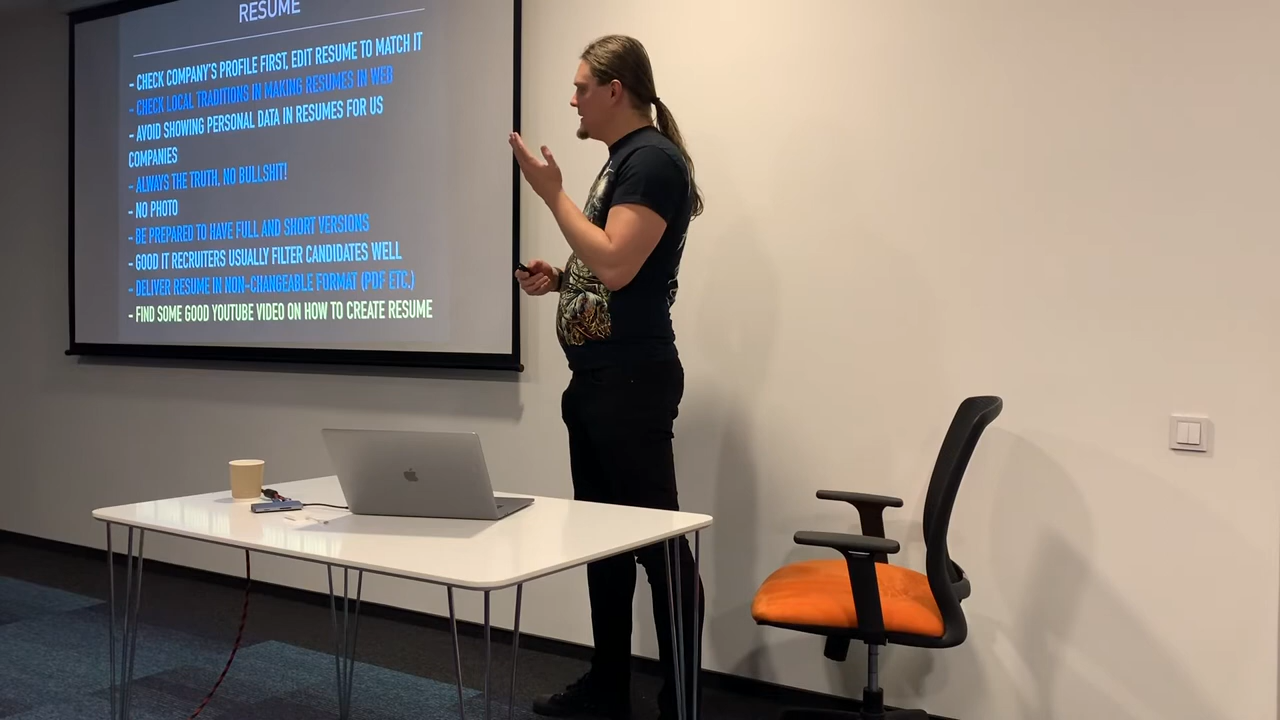 RESUME
- CHECK COMPANY'S PROFILE FIRST, EDIT RESUME TO MATCH IT
- CHECK LOCAL TRADITIONS IN MAKING RESUMES IN WEB
- AVOID SHOWING PERSONAL DATA IN RESUMES FOR US
COMPANIES
- ALWAYS THE TRUTH. NO BULLSHIT!
- NO PHOTO
- BE PREPARED TO HAVE FULL AND SHORT VERSIONS
- GOOD IT RECRUITERS USUALLY FILTER CANDIDATES WELL
- DELIVER RESUME IN NON-CHANGEABLE FORMAT (PDF ETC.)
- FIND SOME GOOD YOUTUBE VIDEO ON HOW TO CREATE RESUME